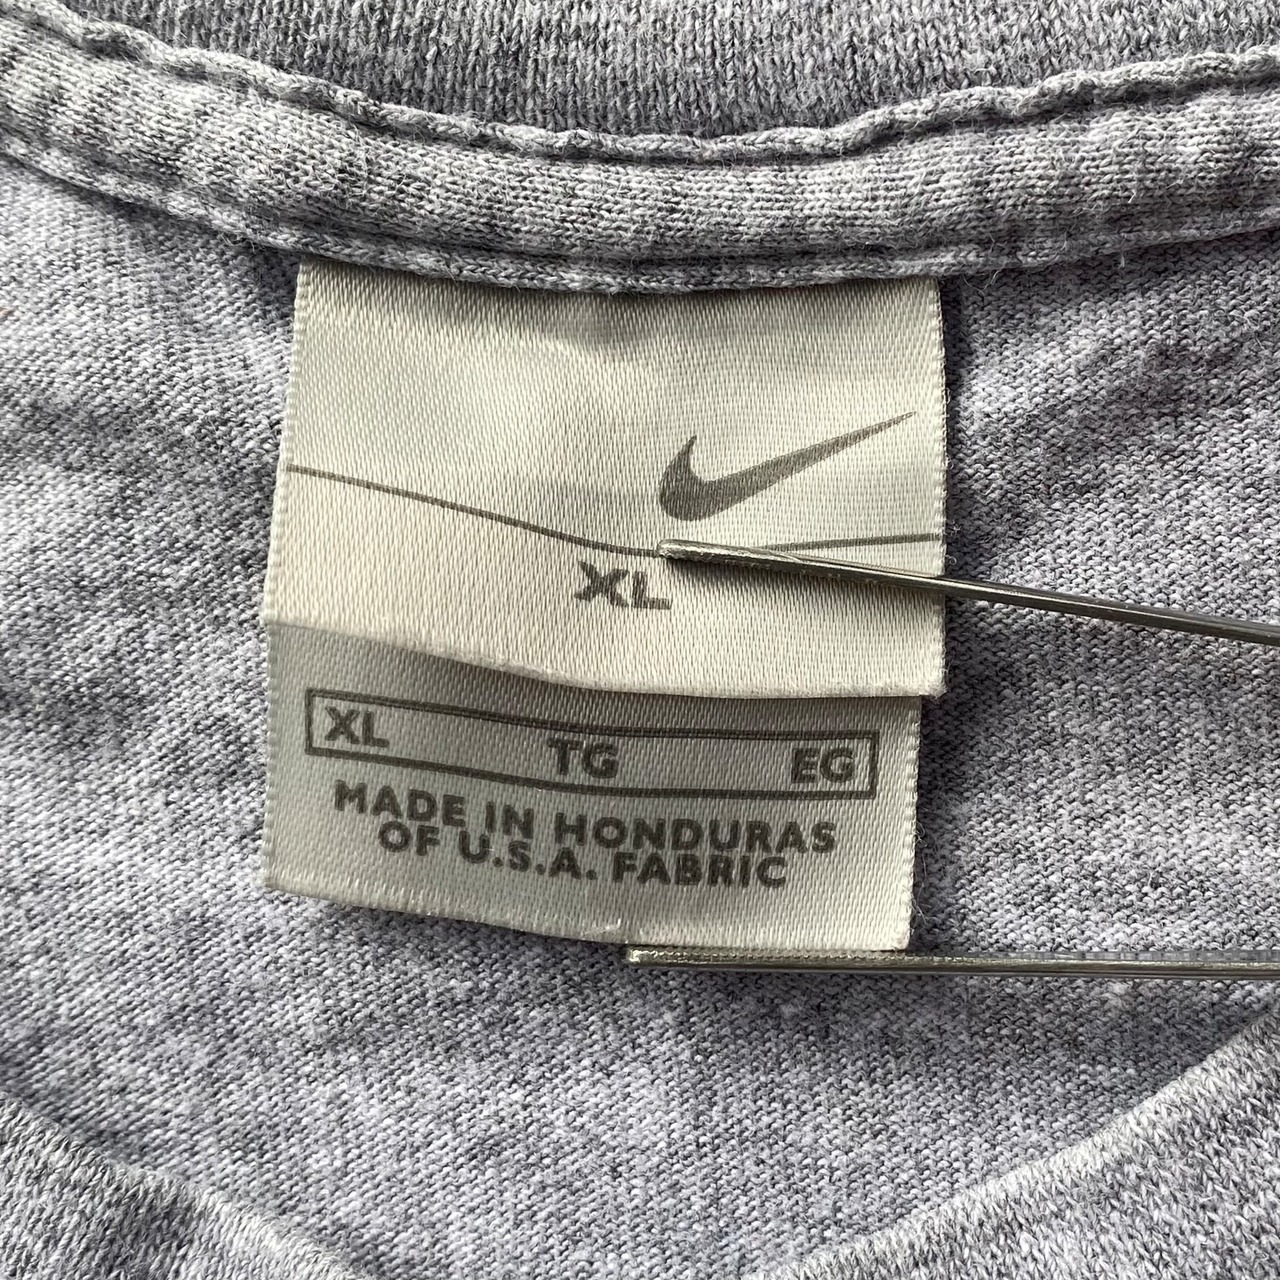 XL
XL TG EG
MADE IN HONDURAS
OF U.S.A. FABRIC